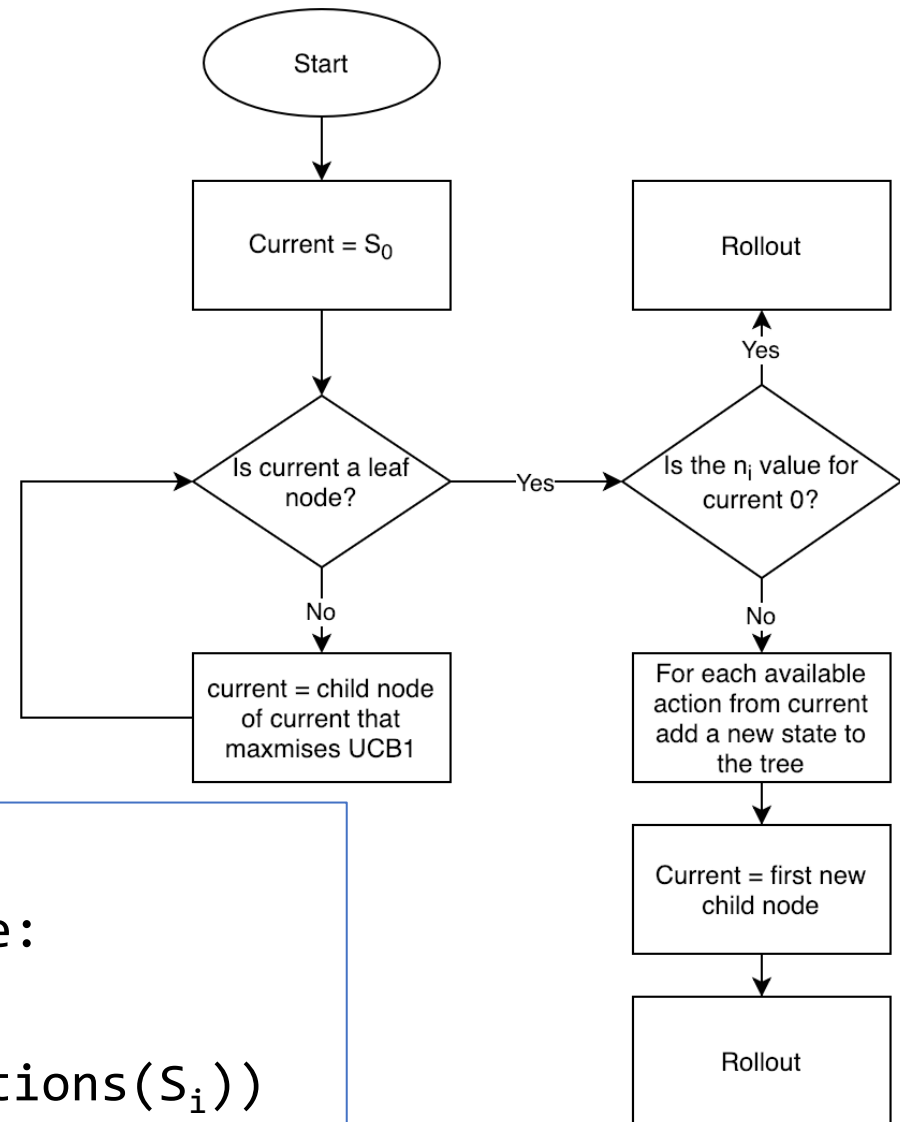 Start
Current = S0
Rollout
Yes
Is current a leaf
node?
Yes
Is the ni value for
current 0?
No
No
current = child node
of current that
maxmises UCB1
For each available
action from current
add a new state to
the tree
Current = first new
child node
Rollout
e:
tions(Si))